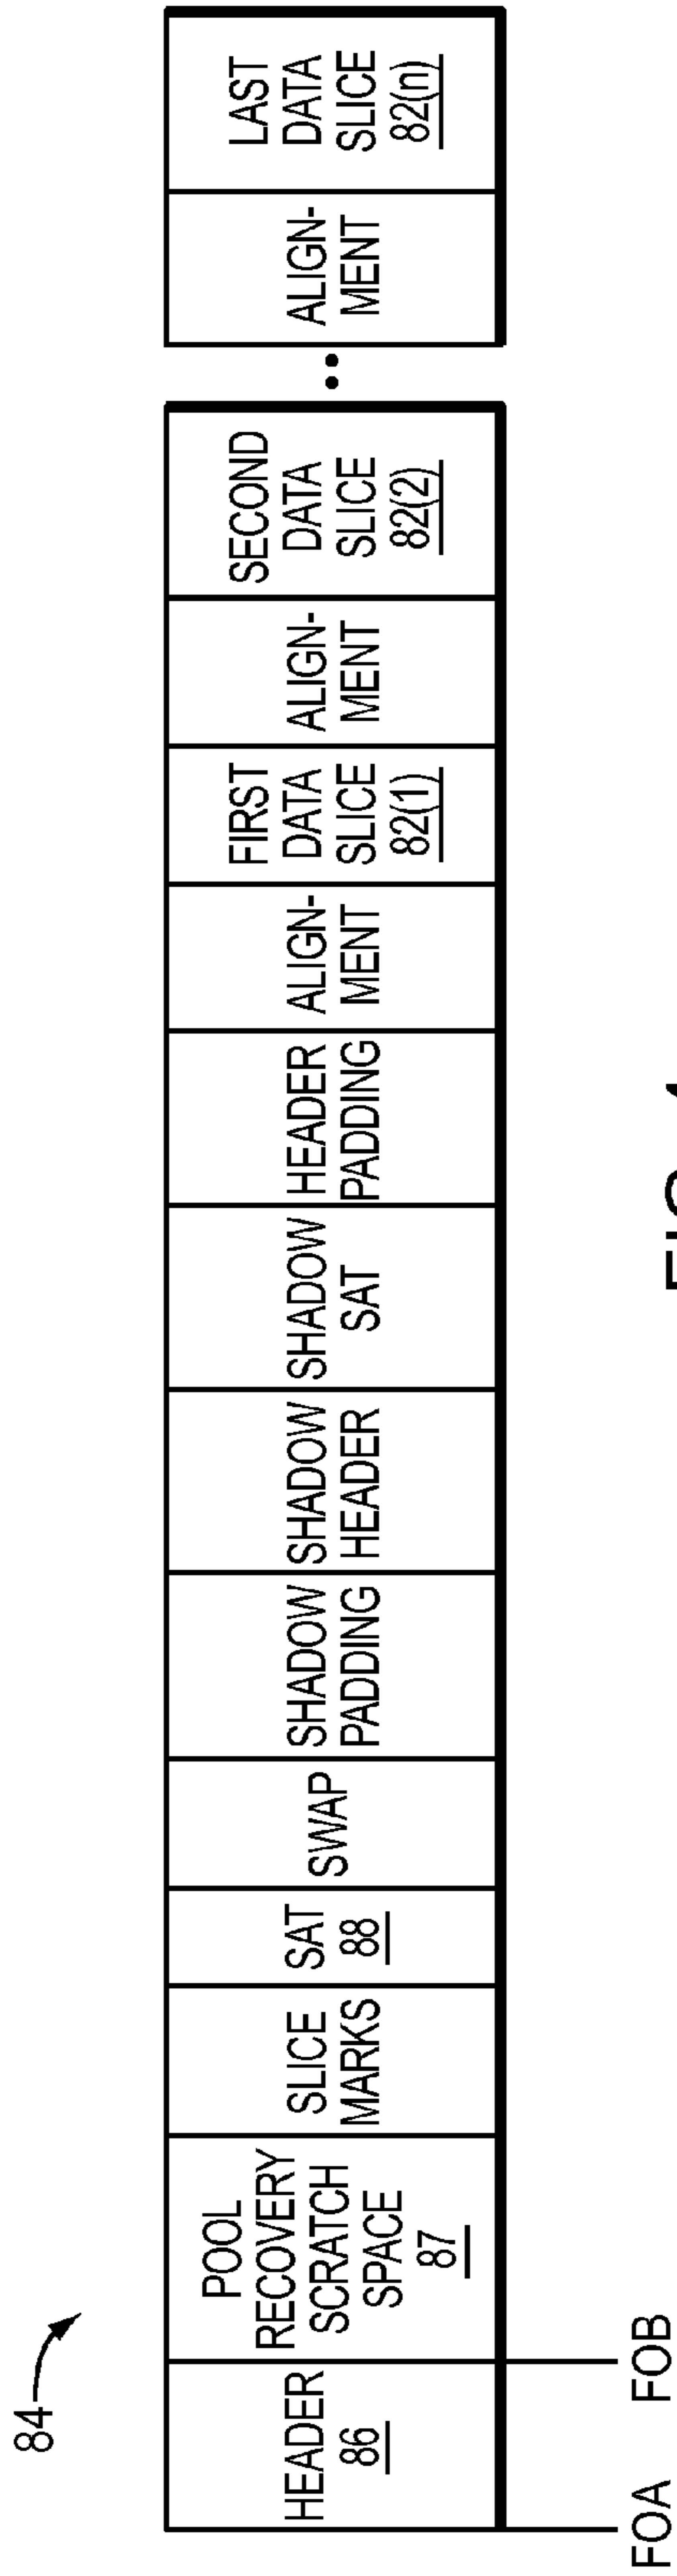 84
HEADER
86
POOL
RECOVERY
SCRATCH
SPACE
87
SLICE
MARKS
SAT
88
SWAP
SHADOW
PADDING
SHADOW
HEADER
SHADOW
SAT
HEADER
PADDING
ALIGN-
MENT
FIRST
DATA
SLICE
82(1)
ALIGN-
MENT
SECOND
DATA
SLICE
82(2)
ALIGN-
MENT
LAST
DATA
SLICE
82(n)
FOA
FOB